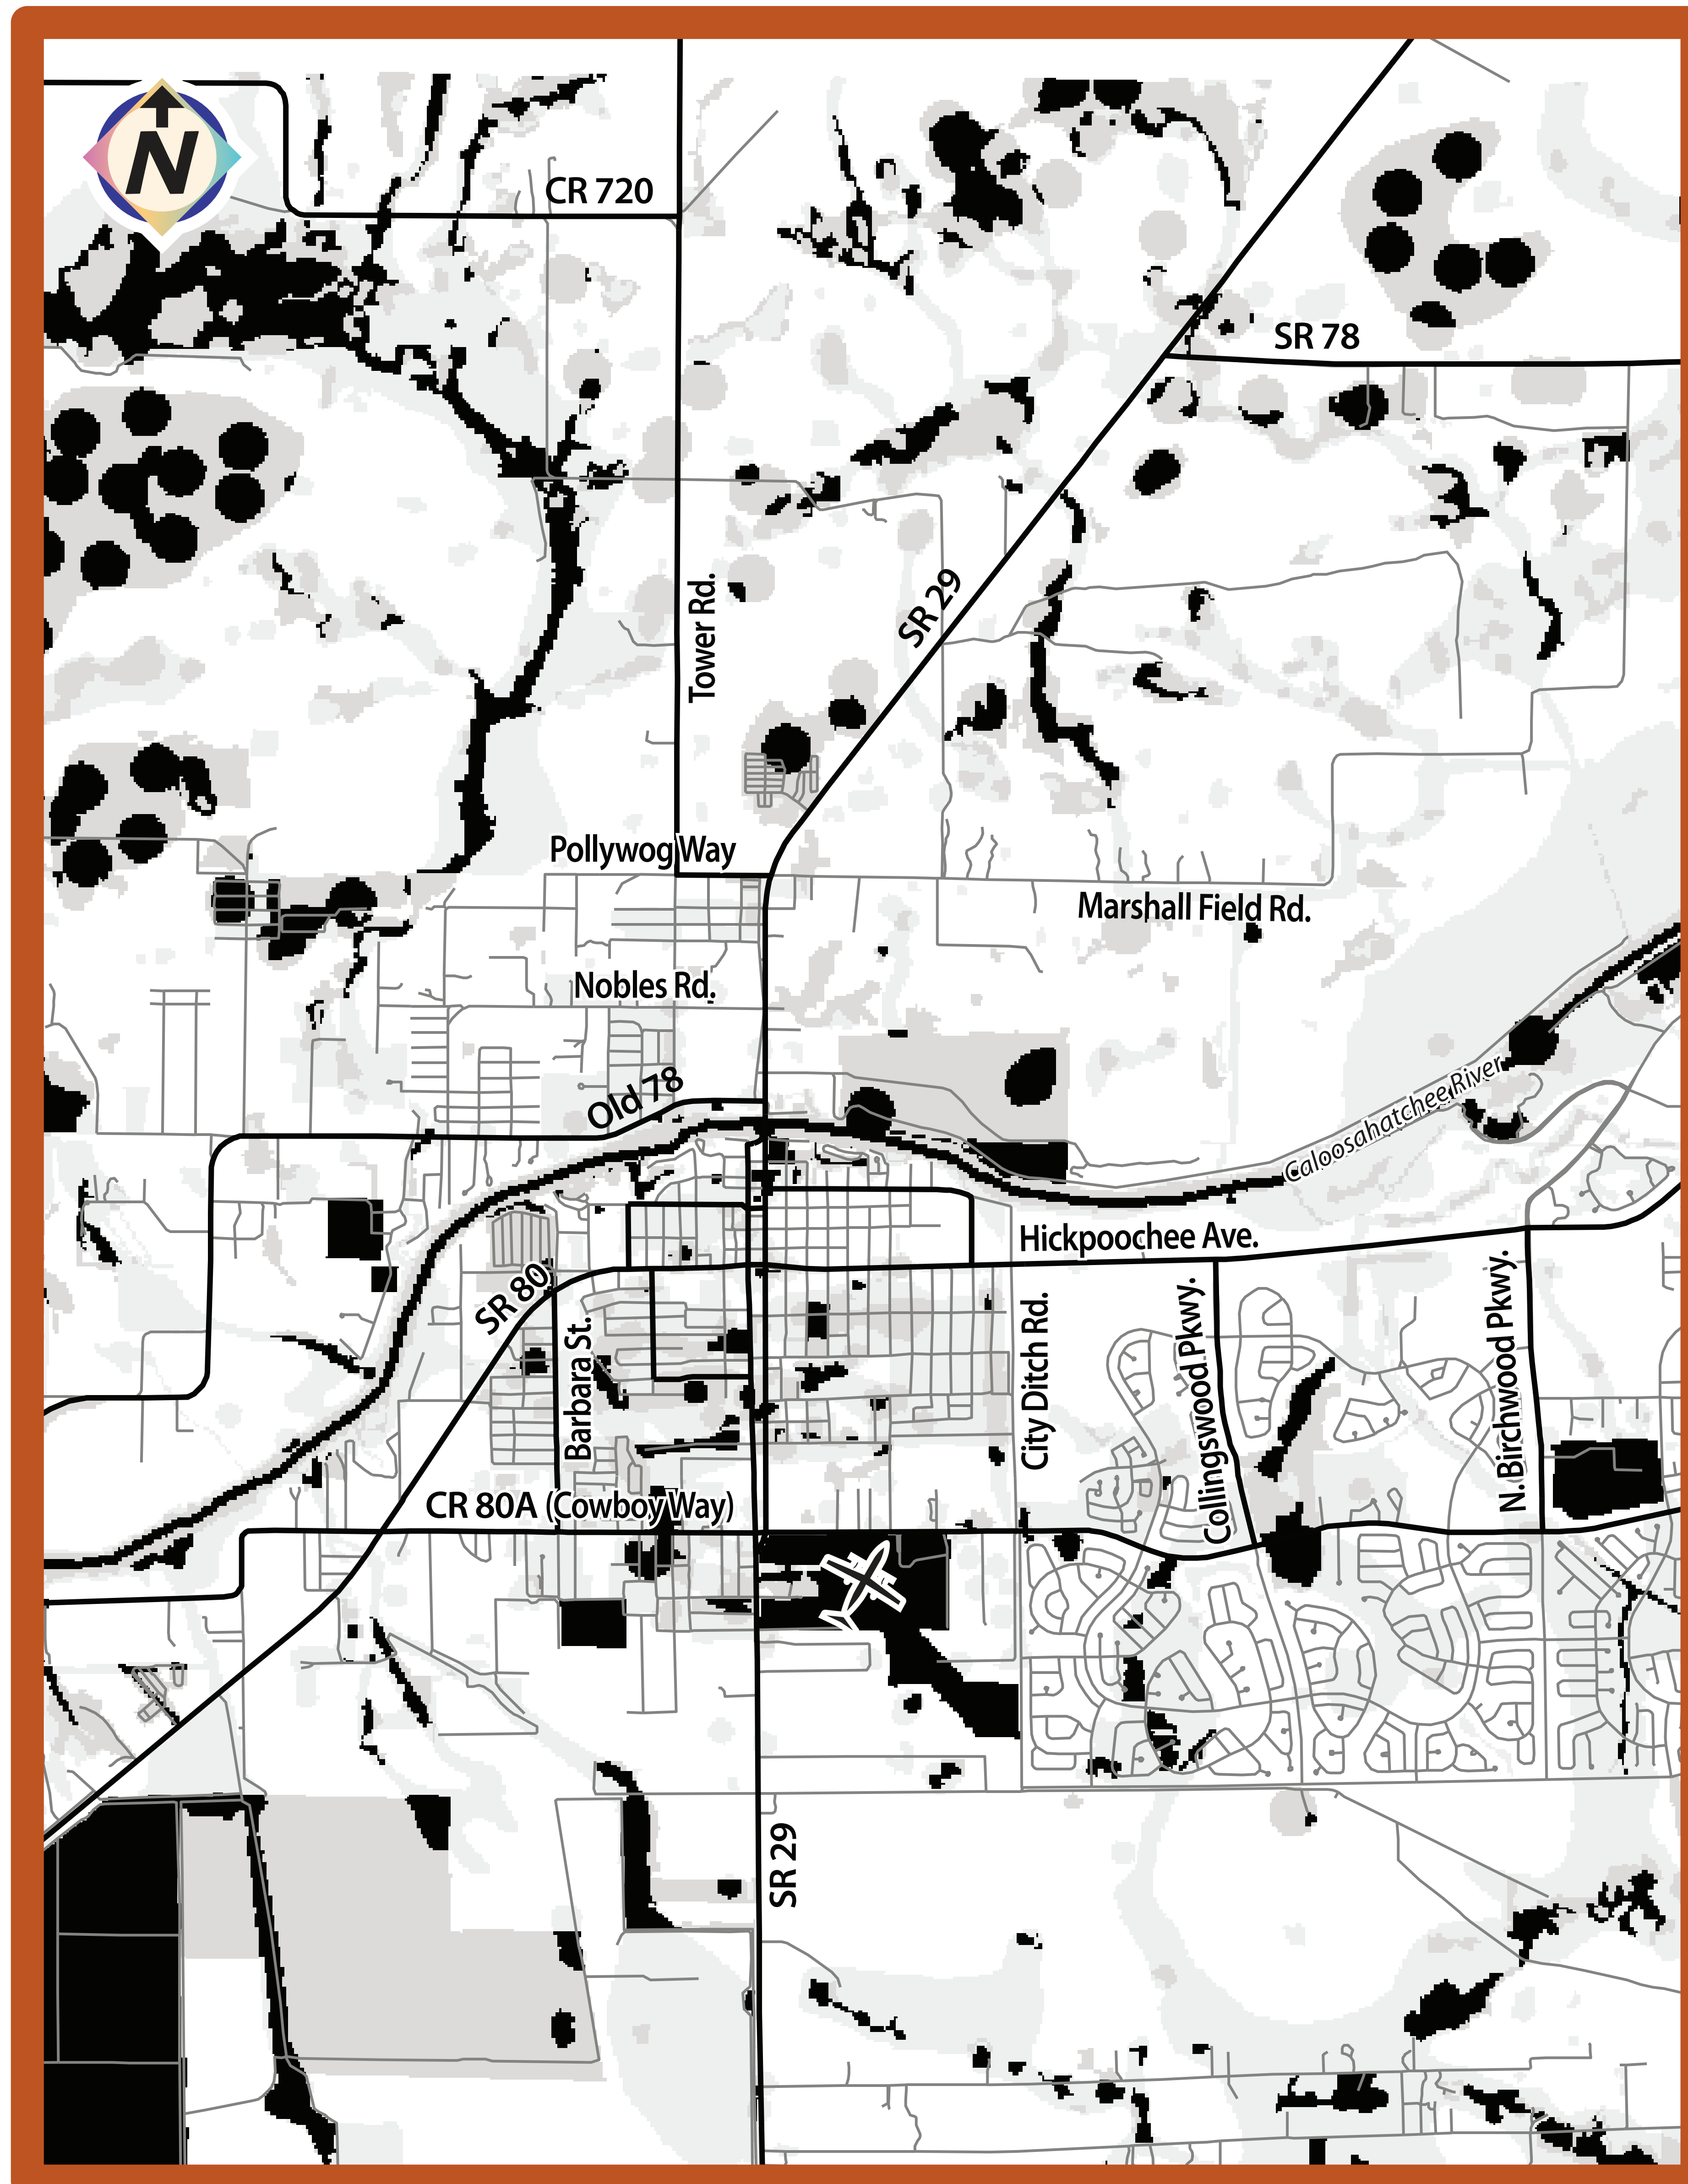 N
CR 720
SR 78
Tower Rd.
SR 29
Pollywog Way
Marshall Field Rd.
Nobles Rd.
Old 78
Caloosahatchee River
Hickpoochee Ave.
SR 80
Barbara St.
City Ditch Rd.
Collingswood Pkwy.
N.Birchwood Pkwy.
CR 80A (Cowboy Way)
SR 29